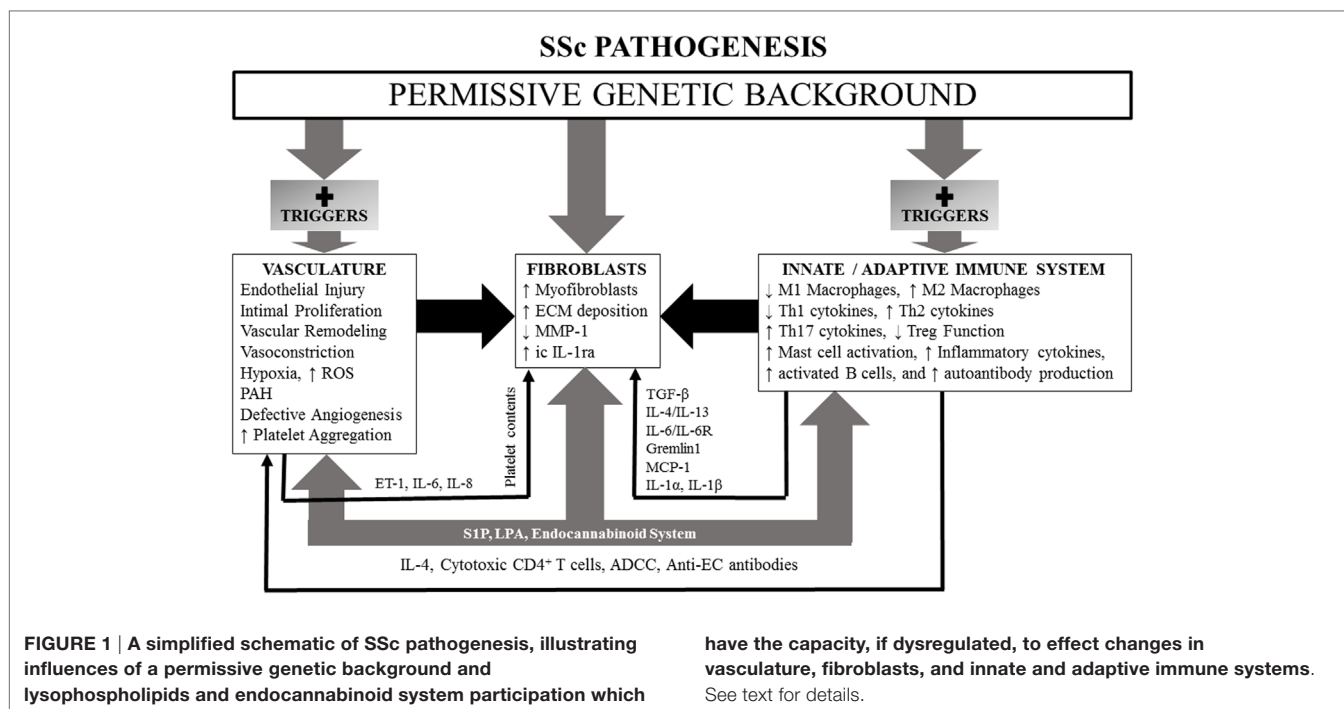 SSc PATHOGENESIS
PERMISSIVE GENETIC BACKGROUND
+
TRIGGERS
+
TRIGGERS
VASCULATURE
Endothelial Injury
Intimal Proliferation
Vascular Remodeling
Vasoconstriction
Hypoxia, ↑ ROS
PAH
Defective Angiogenesis
↑ Platelet Aggregation
FIBROBLASTS
↑ Myofibroblasts
↑ ECM deposition
↓ MMP-1
↑ ic IL-1ra
INNATE / ADAPTIVE IMMUNE SYSTEM
↓ M1 Macrophages, ↑ M2 Macrophages
↓ Th1 cytokines, ↑ Th2 cytokines
↑ Th17 cytokines, ↓ Treg Function
↑ Mast cell activation, ↑ Inflammatory cytokines,
↑ activated B cells, and ↑ autoantibody production
ET-1, IL-6, IL-8
Platelet contents
TGF-β
IL-4/IL-13
IL-6/IL-6R
Gremlin1
MCP-1
IL-1α, IL-1β
S1P, LPA, Endocannabinoid System
IL-4, Cytotoxic CD4⁺ T cells, ADCC, Anti-EC antibodies
FIGURE 1 | A simplified schematic of SSc pathogenesis, illustrating
influences of a permissive genetic background and
lysophospholipids and endocannabinoid system participation which
have the capacity, if dysregulated, to effect changes in
vasculature, fibroblasts, and innate and adaptive immune systems.
See text for details.